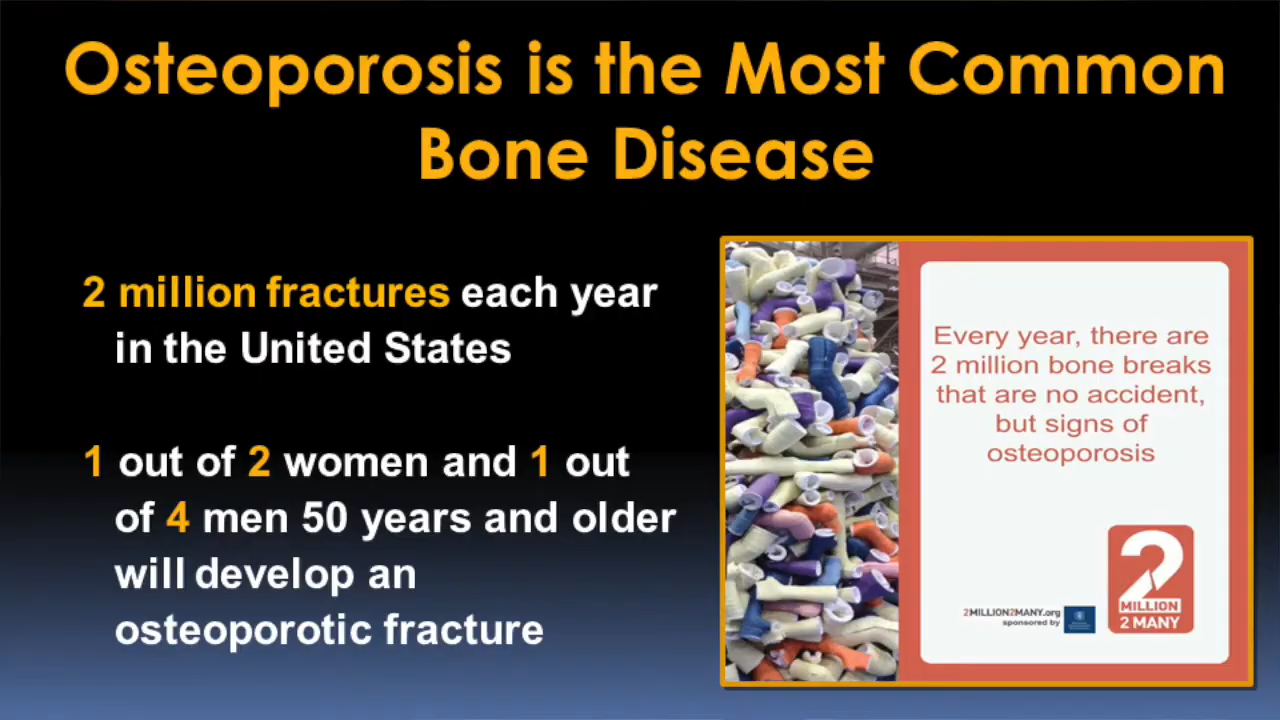 Osteoporosis is the Most Common
Bone Disease
2 million fractures each year
in the United States
1 out of 2 women and 1 out
of 4 men 50 years and older
will develop an
osteoporotic fracture
Every year, there are
2 million bone breaks
that are no accident,
but signs of
osteoporosis
2MILLION2MANY.org
sponsored by
2
MILLION
2 MANY